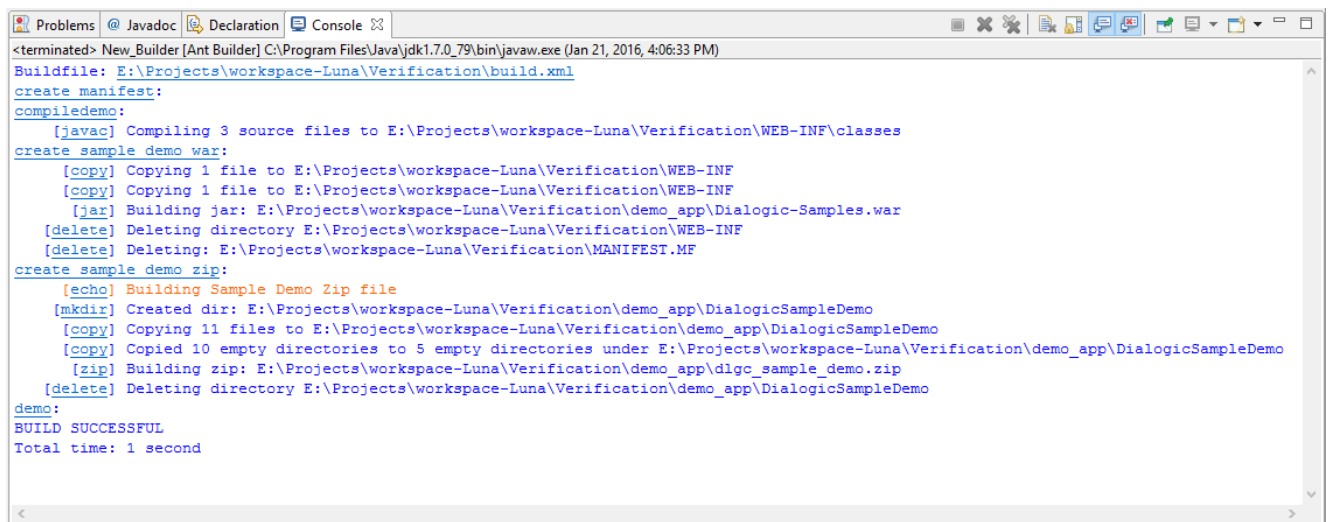 Problems @ Javadoc Declaration Console
<terminated> New_Builder [Ant Builder] C:\Program Files\Java\jdk1.7.0_79\bin\javaw.exe (Jan 21, 2016, 4:06:33 PM)
Buildfile: E:\Projects\workspace-Luna\Verification\build.xml
create manifest:
compiledemo:
[javac] Compiling 3 source files to E:\Projects\workspace-Luna\Verification\WEB-INF\classes
create sample demo war:
[copy] Copying 1 file to E:\Projects\workspace-Luna\Verification\WEB-INF
[copy] Copying 1 file to E:\Projects\workspace-Luna\Verification\WEB-INF
[jar] Building jar: E:\Projects\workspace-Luna\Verification\demo_app\Dialogic-Samples.war
[delete] Deleting directory E:\Projects\workspace-Luna\Verification\WEB-INF
[delete] Deleting: E:\Projects\workspace-Luna\Verification\MANIFEST.MF
create sample demo zip:
[echo] Building Sample Demo Zip file
[mkdir] Created dir: E:\Projects\workspace-Luna\Verification\demo_app\DialogicSampleDemo
[copy] Copying 11 files to E:\Projects\workspace-Luna\Verification\demo_app\DialogicSampleDemo
[copy] Copied 10 empty directories to 5 empty directories under E:\Projects\workspace-Luna\Verification\demo_app\DialogicSampleDemo
[zip] Building zip: E:\Projects\workspace-Luna\Verification\demo_app\dlgc_sample_demo.zip
[delete] Deleting directory E:\Projects\workspace-Luna\Verification\demo_app\DialogicSampleDemo
demo:
BUILD SUCCESSFUL
Total time: 1 second